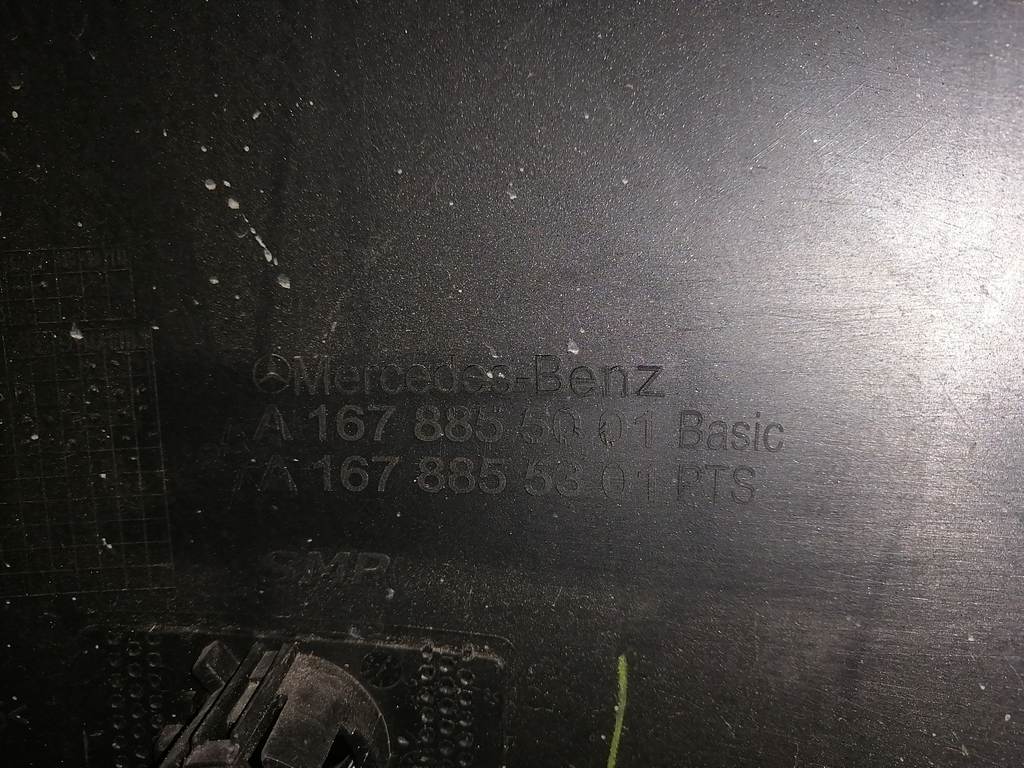 Mercedes-Benz
A 167 885 50 01 Basic
A 167 885 53 01 PTS
SMP